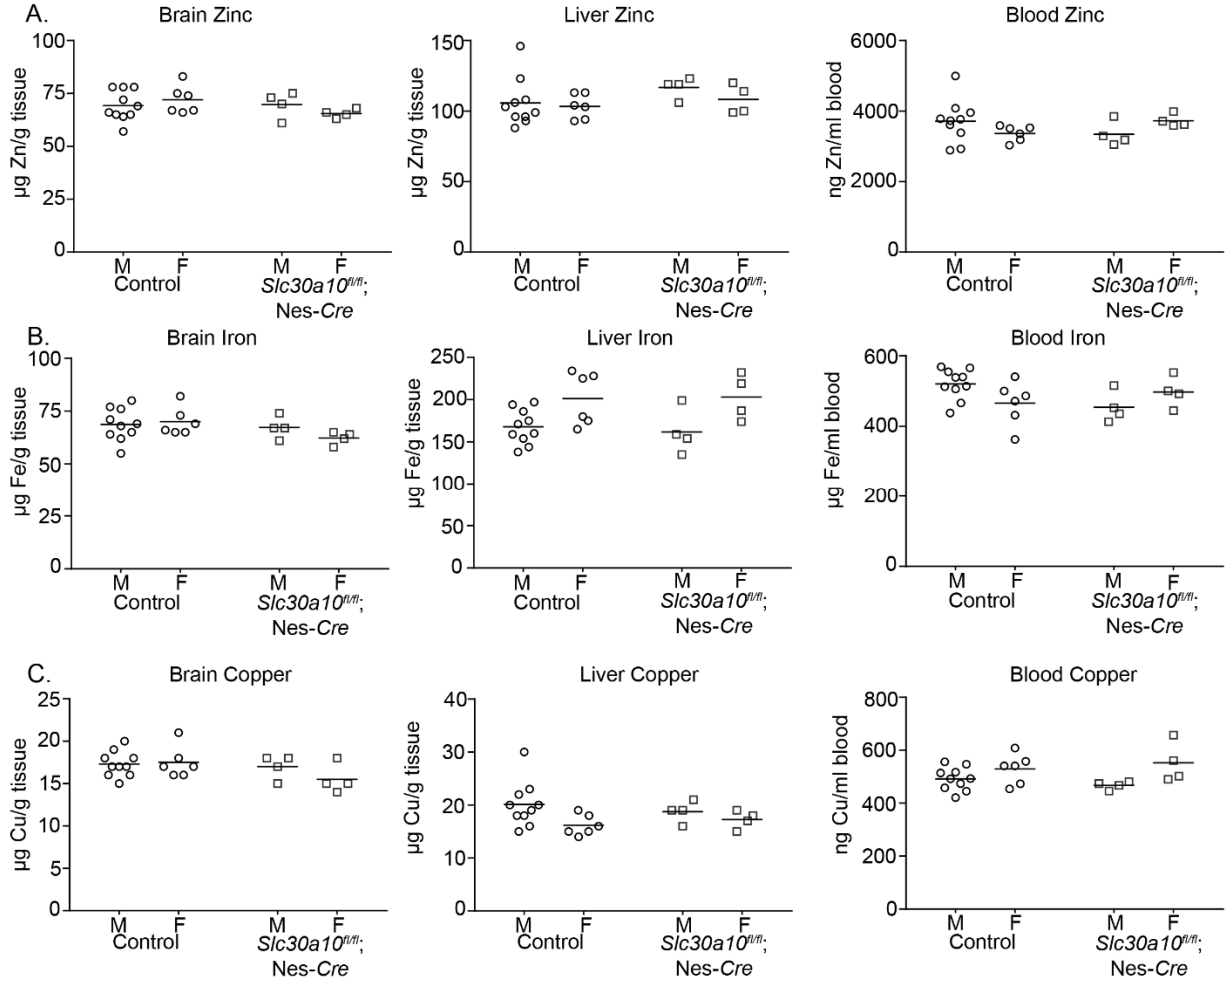 A.
Brain Zinc
µg Zn/g tissue
100
75
50
25
0
M F M F
Control Slc30a10fl/fl;
Nes-Cre
Liver Zinc
µg Zn/g tissue
150
100
50
0
M F M F
Control Slc30a10fl/fl;
Nes-Cre
Blood Zinc
ng Zn/ml blood
6000
4000
2000
0
M F M F
Control Slc30a10fl/fl;
Nes-Cre
B.
Brain Iron
µg Fe/g tissue
100
75
50
25
0
M F M F
Control Slc30a10fl/fl;
Nes-Cre
Liver Iron
µg Fe/g tissue
250
200
150
100
50
0
M F M F
Control Slc30a10fl/fl;
Nes-Cre
Blood Iron
µg Fe/ml blood
600
400
200
0
M F M F
Control Slc30a10fl/fl;
Nes-Cre
C.
Brain Copper
µg Cu/g tissue
25
20
15
10
5
0
M F M F
Control Slc30a10fl/fl;
Nes-Cre
Liver Copper
µg Cu/g tissue
40
30
20
10
0
M F M F
Control Slc30a10fl/fl;
Nes-Cre
Blood Copper
ng Cu/ml blood
800
600
400
200
0
M F M F
Control Slc30a10fl/fl;
Nes-Cre